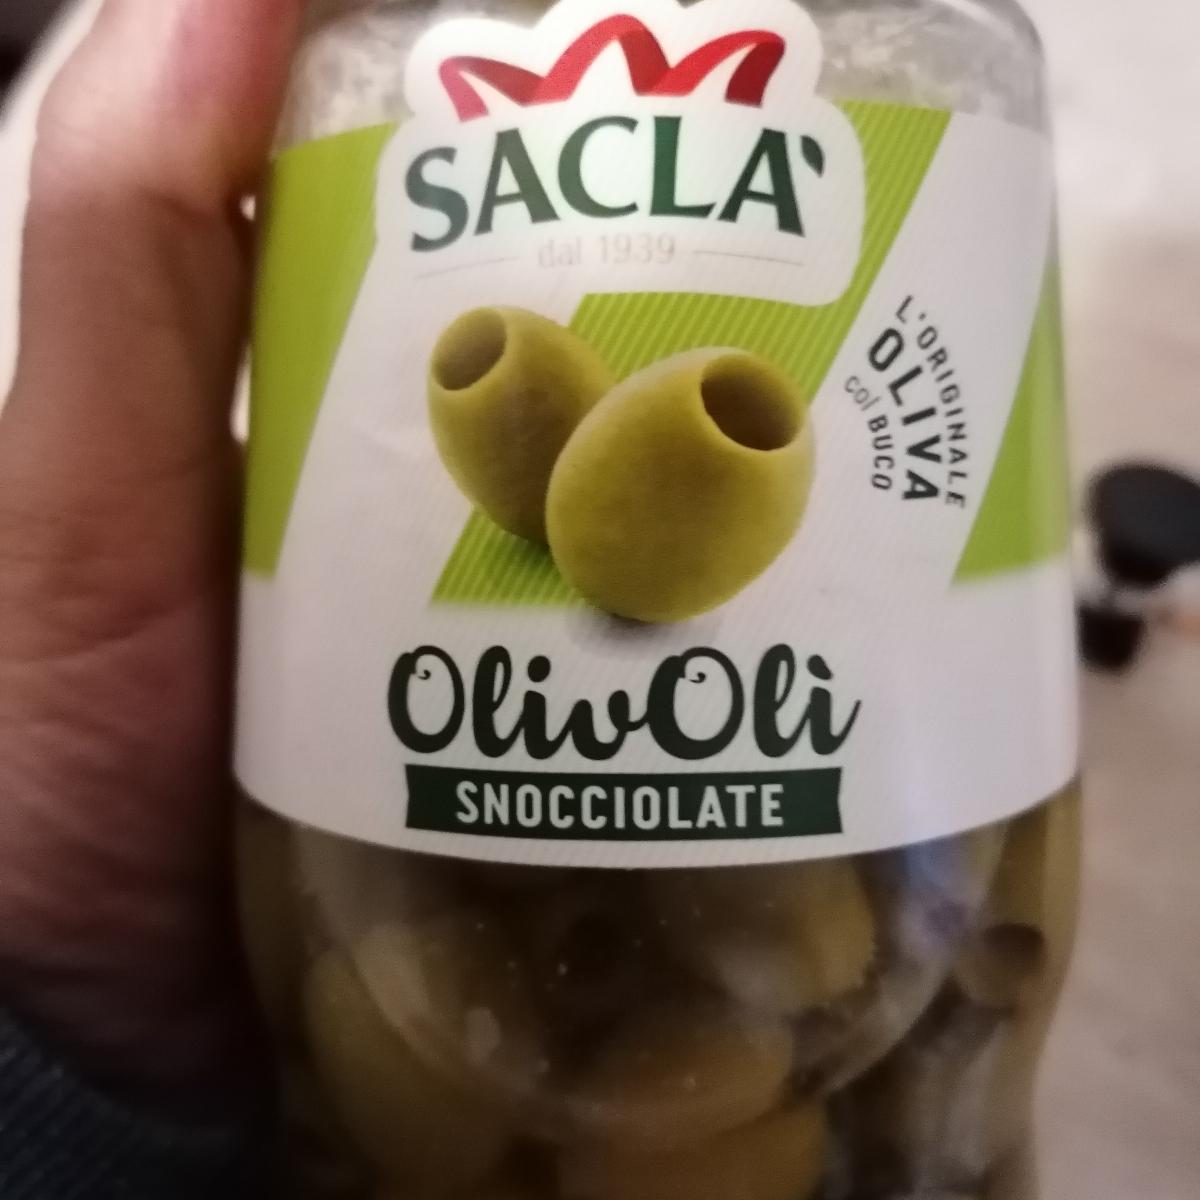 SACLA'
dal 1939
L'ORIGINALE
OLIVA
col BUCO
OlivOlì
SNOCCIOLATE